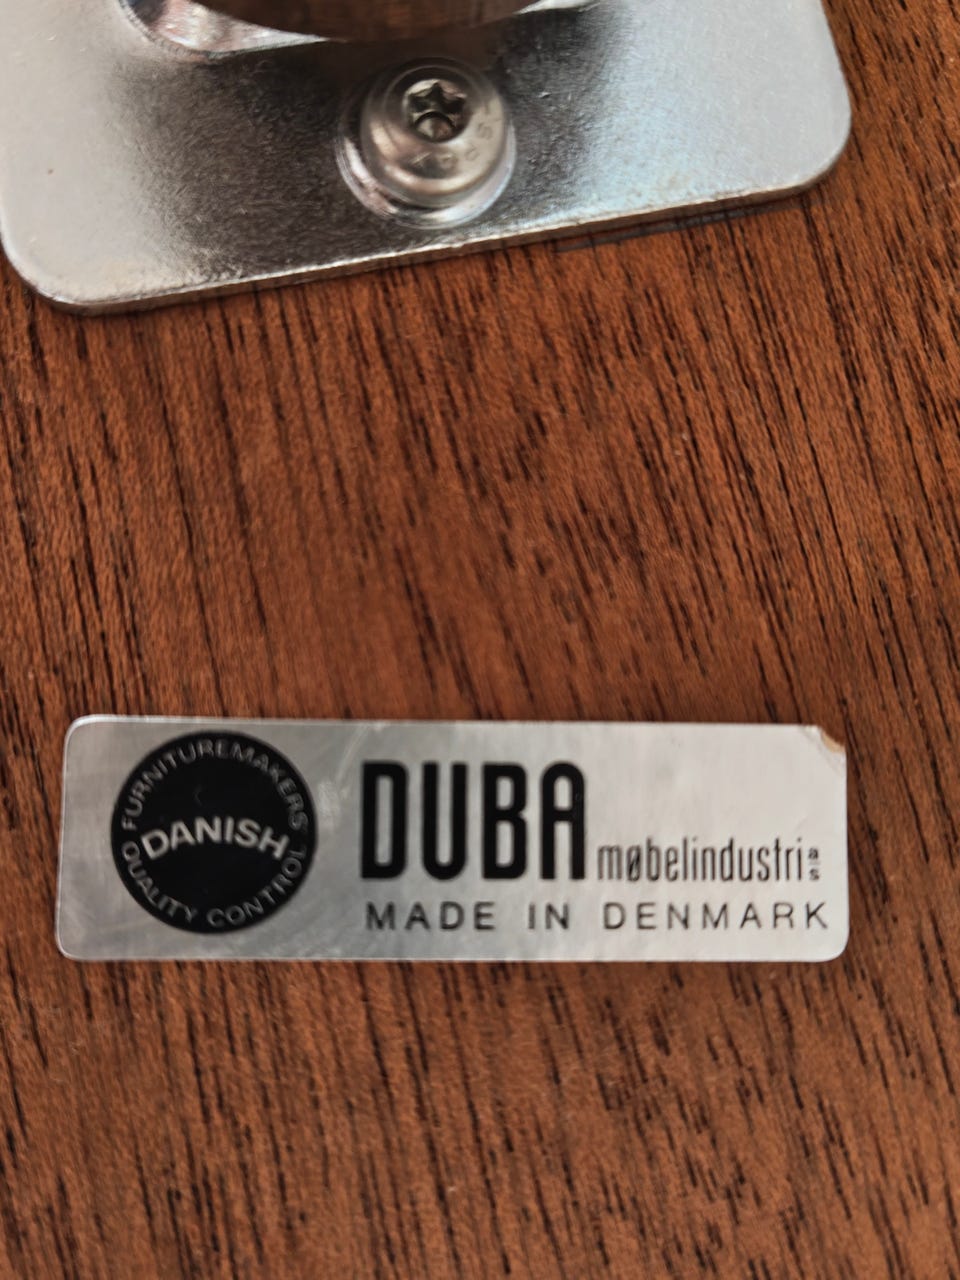 FURNITUREMAKERS'
DANISH
QUALITY CONTROL
DUBA møbelindustri a/s
MADE IN DENMARK